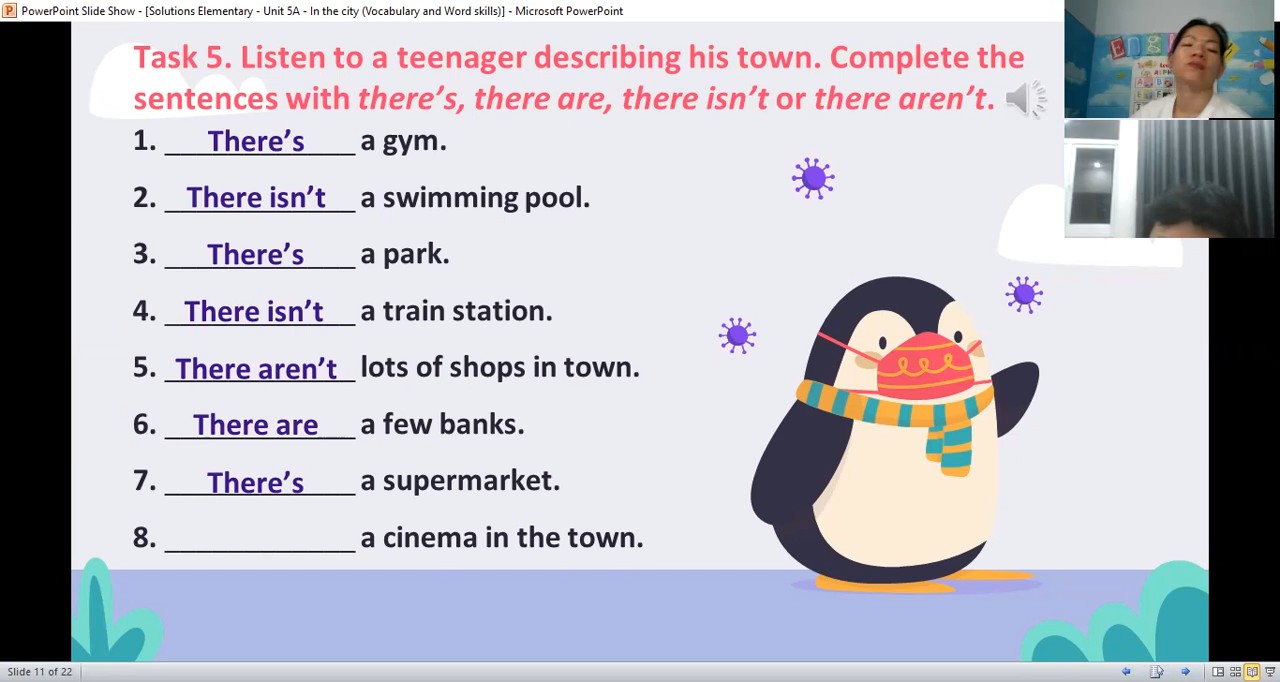 PowerPoint Slide Show - [Solutions Elementary - Unit 5A - In the city (Vocabulary and Word skills)] - Microsoft PowerPoint
Task 5. Listen to a teenager describing his town. Complete the
sentences with there's, there are, there isn't or there aren't.
1. There's a gym.
2. There isn't a swimming pool.
3. There's a park.
4. There isn't a train station.
5. There aren't lots of shops in town.
6. There are a few banks.
7. There's a supermarket.
8. _______________ a cinema in the town.
Slide 11 of 22